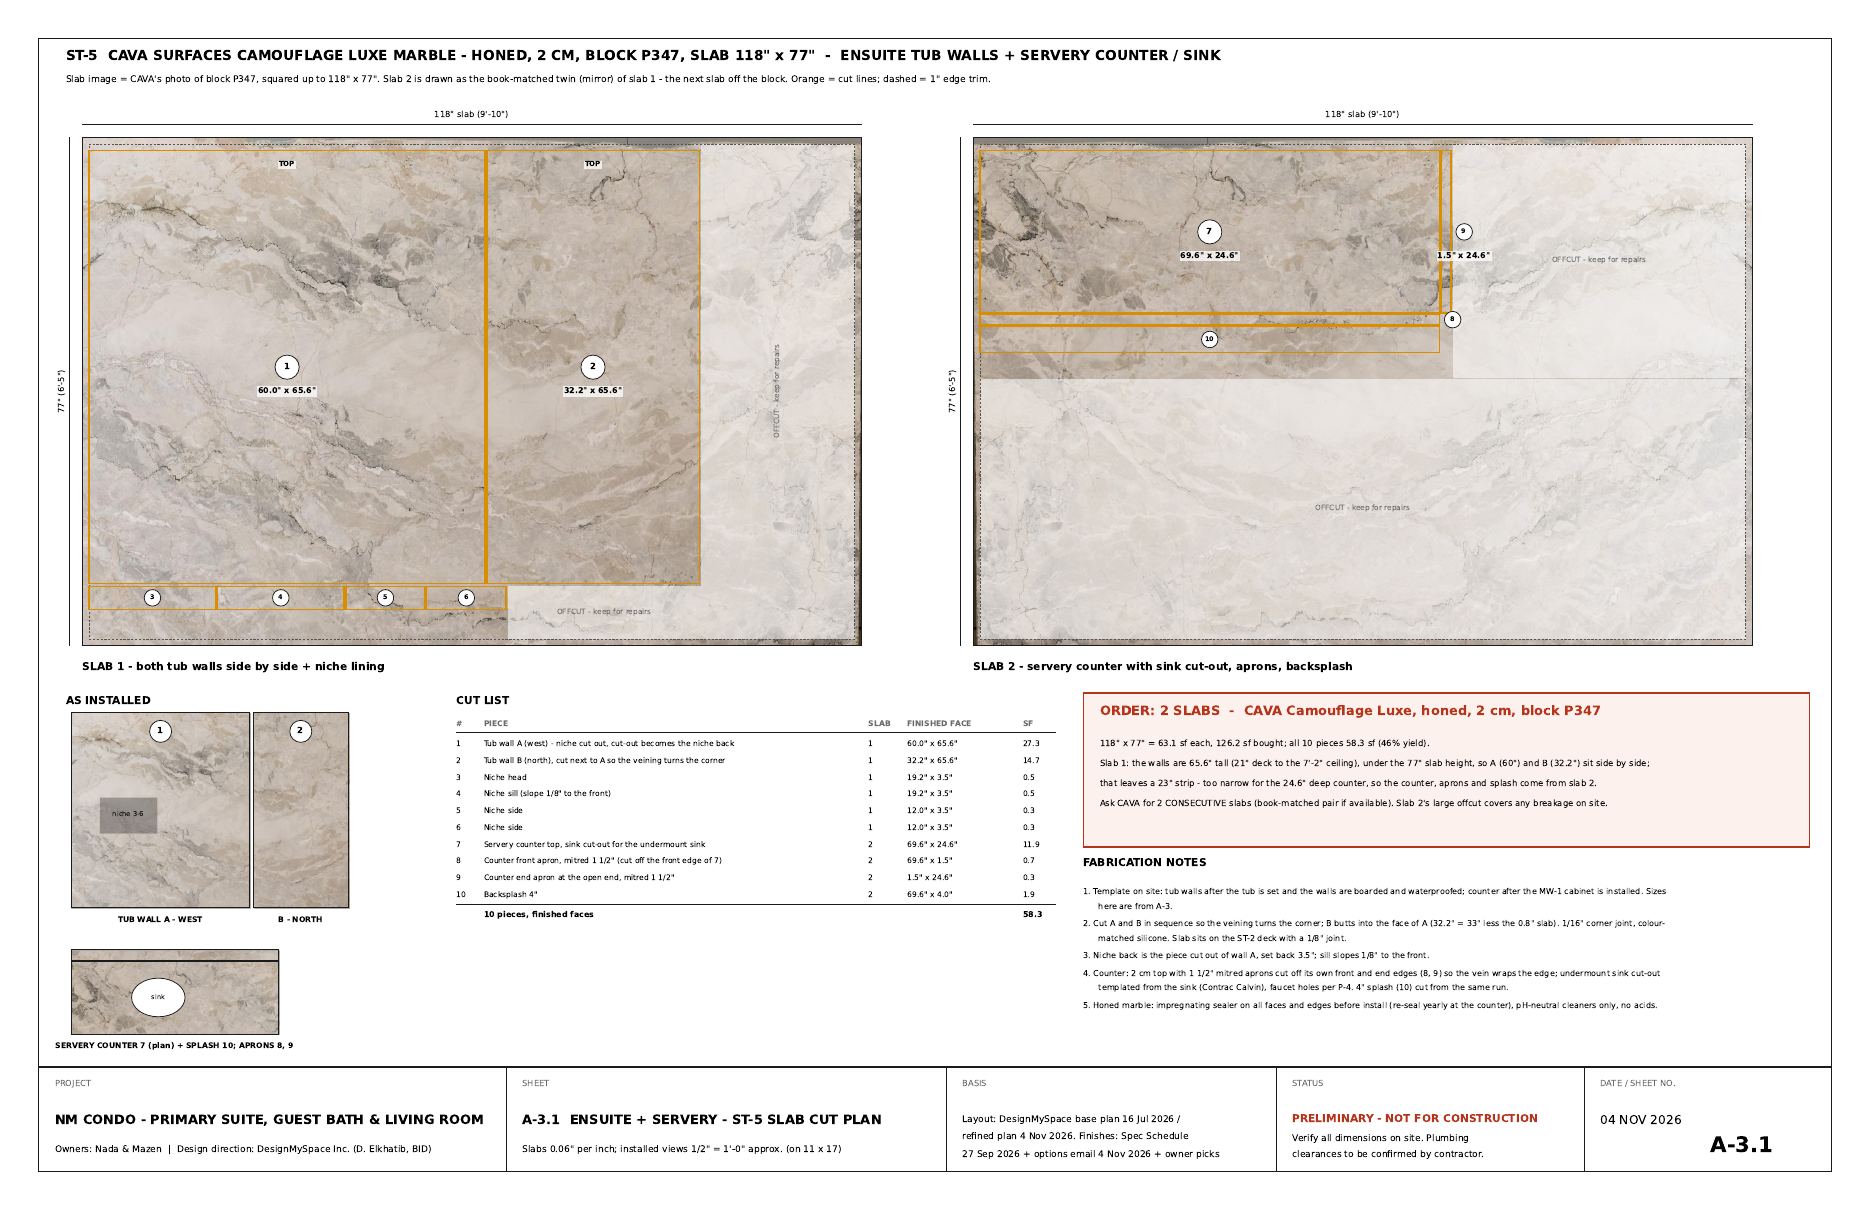 ST-5  CAVA SURFACES CAMOUFLAGE LUXE MARBLE - HONED, 2 CM, BLOCK P347, SLAB 118" x 77"  -  ENSUITE TUB WALLS + SERVERY COUNTER / SINK
Slab image = CAVA's photo of block P347, squared up to 118" x 77". Slab 2 is drawn as the book-matched twin (mirror) of slab 1 - the next slab off the block. Orange = cut lines; dashed = 1" edge trim.
118" slab (9'-10")
77" (6'-5")
TOP
TOP
1
60.0" x 65.6"
2
32.2" x 65.6"
OFFCUT - keep for repairs
3
4
5
6
OFFCUT - keep for repairs
SLAB 1 - both tub walls side by side + niche lining
118" slab (9'-10")
77" (6'-5")
7
69.6" x 24.6"
9
1.5" x 24.6"
OFFCUT - keep for repairs
8
10
OFFCUT - keep for repairs
SLAB 2 - servery counter with sink cut-out, aprons, backsplash
AS INSTALLED
1
2
niche 3-6
TUB WALL A - WEST
B - NORTH
sink
SERVERY COUNTER 7 (plan) + SPLASH 10; APRONS 8, 9
CUT LIST
# PIECE SLAB FINISHED FACE SF
1 Tub wall A (west) - niche cut out, cut-out becomes the niche back 1 60.0" x 65.6" 27.3
2 Tub wall B (north), cut next to A so the veining turns the corner 1 32.2" x 65.6" 14.7
3 Niche head 1 19.2" x 3.5" 0.5
4 Niche sill (slope 1/8" to the front) 1 19.2" x 3.5" 0.5
5 Niche side 1 12.0" x 3.5" 0.3
6 Niche side 1 12.0" x 3.5" 0.3
7 Servery counter top, sink cut-out for the undermount sink 2 69.6" x 24.6" 11.9
8 Counter front apron, mitred 1 1/2" (cut off the front edge of 7) 2 69.6" x 1.5" 0.7
9 Counter end apron at the open end, mitred 1 1/2" 2 1.5" x 24.6" 0.3
10 Backsplash 4" 2 69.6" x 4.0" 1.9
10 pieces, finished faces 58.3
ORDER: 2 SLABS  -  CAVA Camouflage Luxe, honed, 2 cm, block P347
118" x 77" = 63.1 sf each, 126.2 sf bought; all 10 pieces 58.3 sf (46% yield).
Slab 1: the walls are 65.6" tall (21" deck to the 7'-2" ceiling), under the 77" slab height, so A (60") and B (32.2") sit side by side;
that leaves a 23" strip - too narrow for the 24.6" deep counter, so the counter, aprons and splash come from slab 2.
Ask CAVA for 2 CONSECUTIVE slabs (book-matched pair if available). Slab 2's large offcut covers any breakage on site.
FABRICATION NOTES
1. Template on site: tub walls after the tub is set and the walls are boarded and waterproofed; counter after the MW-1 cabinet is installed. Sizes
here are from A-3.
2. Cut A and B in sequence so the veining turns the corner; B butts into the face of A (32.2" = 33" less the 0.8" slab). 1/16" corner joint, colour-
matched silicone. Slab sits on the ST-2 deck with a 1/8" joint.
3. Niche back is the piece cut out of wall A, set back 3.5"; sill slopes 1/8" to the front.
4. Counter: 2 cm top with 1 1/2" mitred aprons cut off its own front and end edges (8, 9) so the vein wraps the edge; undermount sink cut-out
templated from the sink (Contrac Calvin), faucet holes per P-4. 4" splash (10) cut from the same run.
5. Honed marble: impregnating sealer on all faces and edges before install (re-seal yearly at the counter), pH-neutral cleaners only, no acids.
PROJECT
NM CONDO - PRIMARY SUITE, GUEST BATH & LIVING ROOM
Owners: Nada & Mazen  |  Design direction: DesignMySpace Inc. (D. Elkhatib, BID)
SHEET
A-3.1  ENSUITE + SERVERY - ST-5 SLAB CUT PLAN
Slabs 0.06" per inch; installed views 1/2" = 1'-0" approx. (on 11 x 17)
BASIS
Layout: DesignMySpace base plan 16 Jul 2026 /
refined plan 4 Nov 2026. Finishes: Spec Schedule
27 Sep 2026 + options email 4 Nov 2026 + owner picks
STATUS
PRELIMINARY - NOT FOR CONSTRUCTION
Verify all dimensions on site. Plumbing
clearances to be confirmed by contractor.
DATE / SHEET NO.
04 NOV 2026
A-3.1